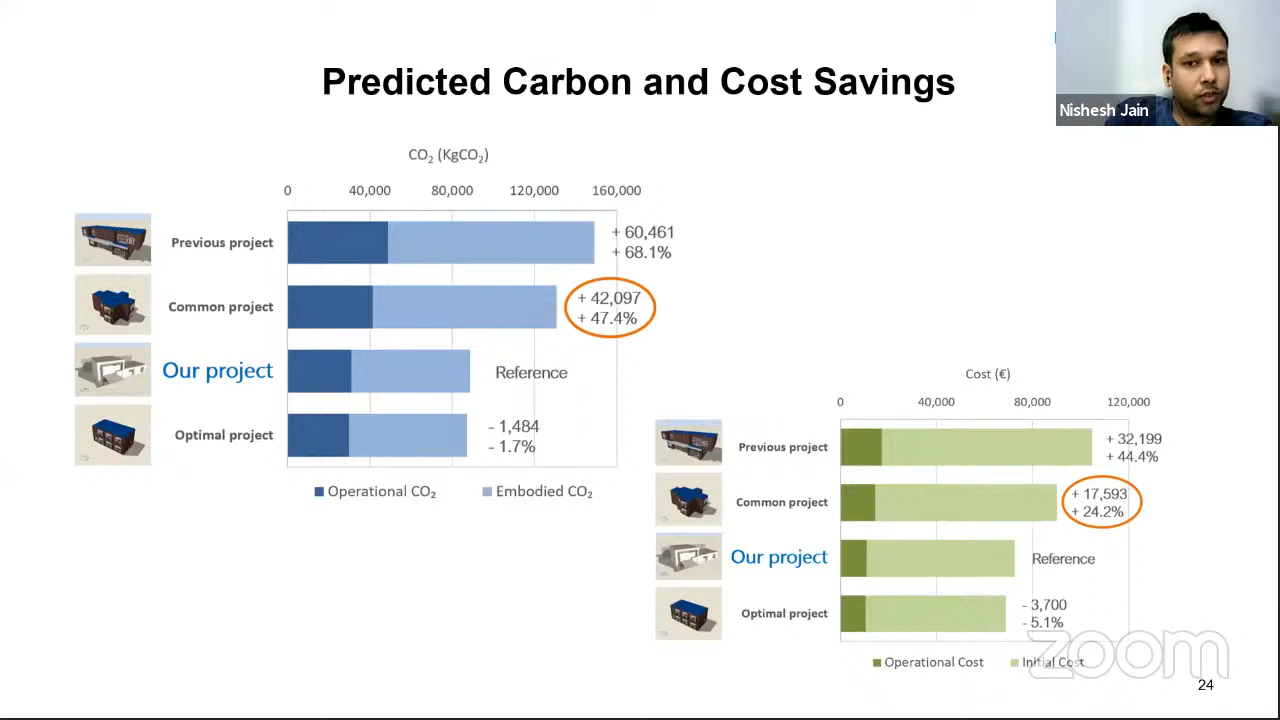 Predicted Carbon and Cost Savings
Nishesh Jain
CO₂ (KgCO₂)
0 40,000 80,000 120,000 160,000
Previous project
+ 60,461
+ 68.1%
Common project
+ 42,097
+ 47.4%
Our project
Reference
Optimal project
- 1,484
- 1.7%
Operational CO₂ Embodied CO₂
Cost (€)
0 40,000 80,000 120,000
Previous project
+ 32,199
+ 44.4%
Common project
+ 17,593
+ 24.2%
Our project
Reference
Optimal project
- 3,700
- 5.1%
Operational Cost Initial Cost
zoom
24